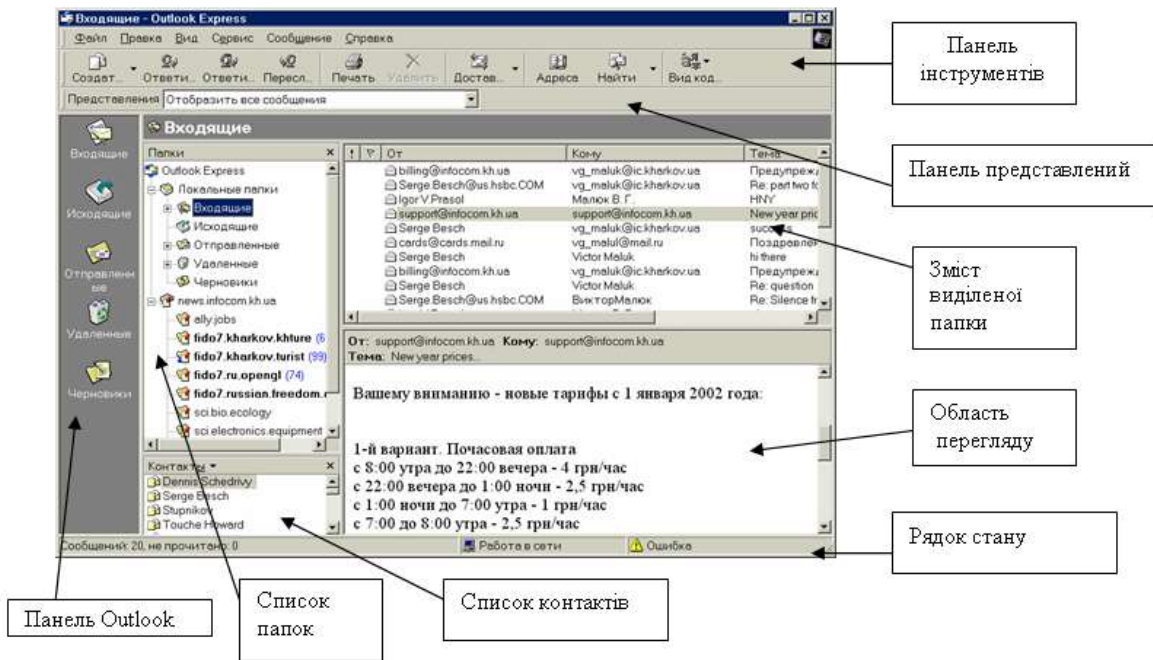 Входящие - Outlook Express
Файл Правка Вид Сервис Сообщение Справка
Создат... Ответи... Ответи... Пересл... Печать Удалить Достав... Адреса Найти Вид код...
Представления Отобразить все сообщения
Входящие
Входящие
Исходящие
Отправленн
ые
Удаленные
Черновики
Папки
Outlook Express
Локальные папки
Входящие
Исходящие
Отправленные
Удаленные
Черновики
news.infocom.kh.ua
ally.jobs
fido7.kharkov.khture (6
fido7.kharkov.turist (99)
fido7.ru.opengl (74)
fido7.russian.freedom.
sci.bio.ecology
sci.electronics.equipment
Контакты
Dennis Schedrivy
Serge Besch
Stupnikov
Touche Howard
! От Кому Тема
billing@infocom.kh.ua vg_maluk@ic.kharkov.ua Предупрежд
Serge.Besch@us.hsbc.COM vg_maluk@ic.kharkov.ua Re: part two fo
Igor V.Prasol Малюк В. Г. HNY
support@infocom.kh.ua support@infocom.kh.ua New year pric
Serge Besch vg_maluk@ic.kharkov.ua success
cards@cards.mail.ru vg_malul@mail.ru Поздравлен
Serge Besch Victor Maluk hi there
billing@infocom.kh.ua vg_maluk@ic.kharkov.ua Предупрежд
Serge Besch Victor Maluk Re: question
Serge.Besch@us.hsbc.COM ВикторМалюк Re: Silence fr
От: support@infocom.kh.ua Кому: support@infocom.kh.ua
Тема: New year prices...
Вашему вниманию - новые тарифы с 1 января 2002 года:
1-й вариант. Почасовая оплата
с 8:00 утра до 22:00 вечера - 4 грн/час
с 22:00 вечера до 1:00 ночи - 2,5 грн/час
с 1:00 ночи до 7:00 утра - 1 грн/час
с 7:00 до 8:00 утра - 2,5 грн/час
Сообщений: 20, не прочитано: 0 Работа в сети Ошибка
Панель
інструментів
Панель представлений
Зміст
виділеної
папки
Область
перегляду
Рядок стану
Панель Outlook
Список
папок
Список контактів